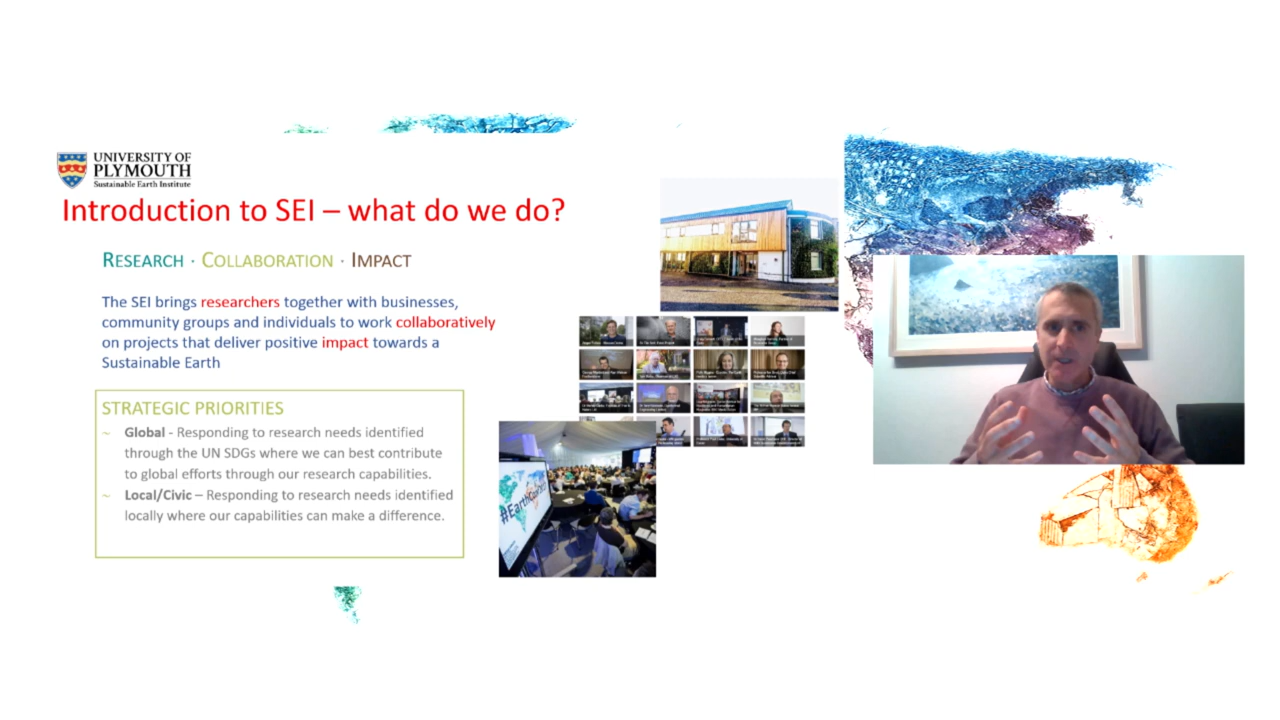 UNIVERSITY OF
PLYMOUTH
Sustainable Earth Institute
Introduction to SEI – what do we do?
RESEARCH · COLLABORATION · IMPACT
The SEI brings researchers together with businesses,
community groups and individuals to work collaboratively
on projects that deliver positive impact towards a
Sustainable Earth
STRATEGIC PRIORITIES
~ Global - Responding to research needs identified
through the UN SDGs where we can best contribute
to global efforts through our research capabilities.
~ Local/Civic – Responding to research needs identified
locally where our capabilities can make a difference.